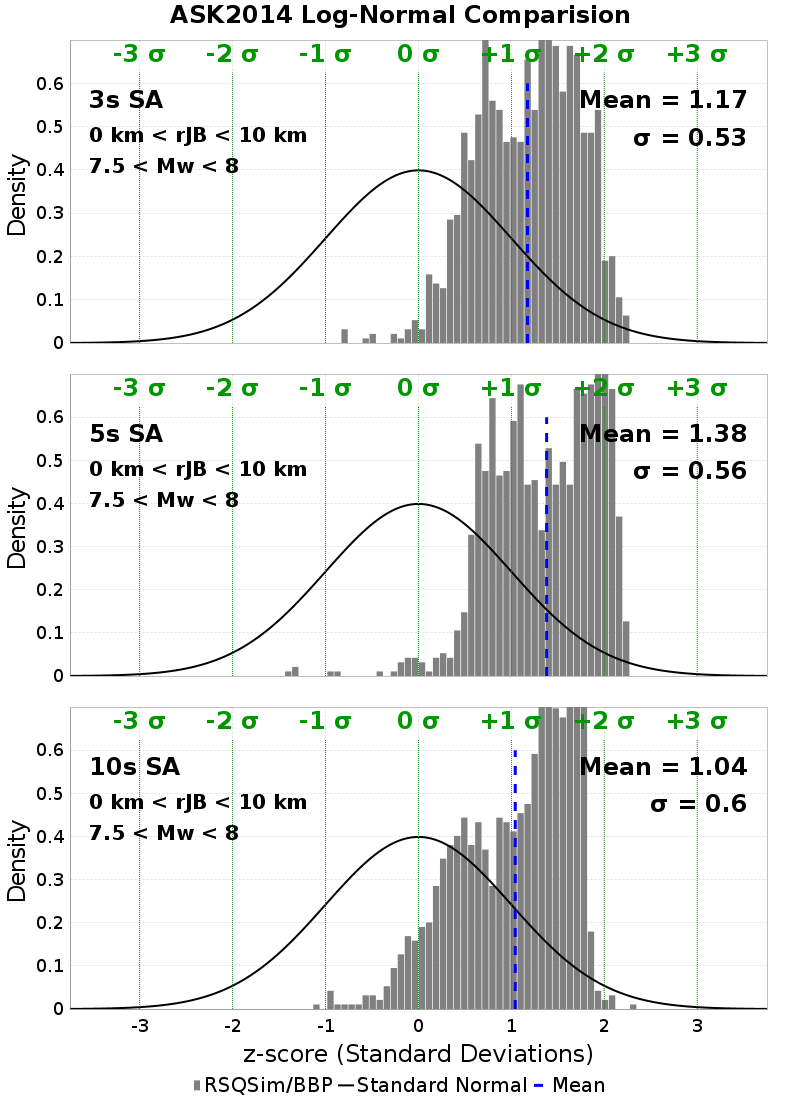 ASK2014 Log-Normal Comparision
-3 σ -2 σ -1 σ 0 σ +1 σ +2 σ +3 σ
3s SA
Mean = 1.17
0 km < rJB < 10 km
σ = 0.53
7.5 < Mw < 8
0.6
0.5
0.4
0.3
0.2
0.1
0
Density
-3 σ -2 σ -1 σ 0 σ +1 σ +2 σ +3 σ
5s SA
Mean = 1.38
0 km < rJB < 10 km
σ = 0.56
7.5 < Mw < 8
0.6
0.5
0.4
0.3
0.2
0.1
0
Density
-3 σ -2 σ -1 σ 0 σ +1 σ +2 σ +3 σ
10s SA
Mean = 1.04
0 km < rJB < 10 km
σ = 0.6
7.5 < Mw < 8
0.6
0.5
0.4
0.3
0.2
0.1
0
Density
-3 -2 -1 0 1 2 3
z-score (Standard Deviations)
RSQSim/BBP Standard Normal Mean